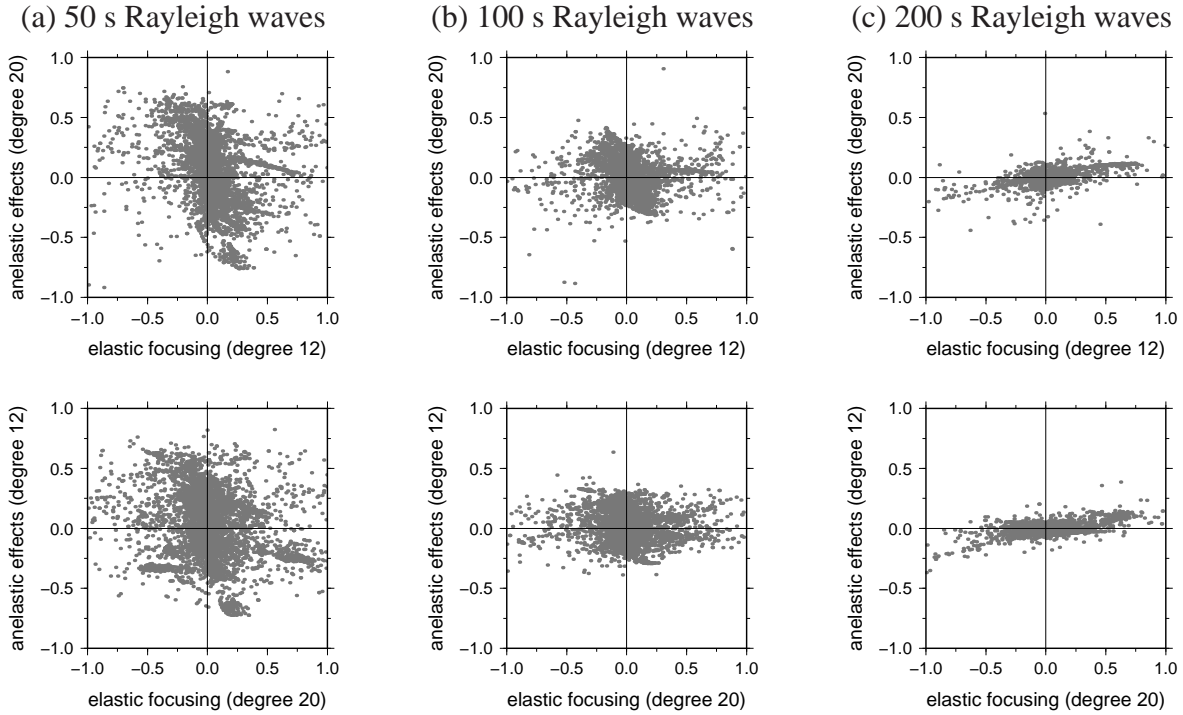 (a) 50 s Rayleigh waves
(b) 100 s Rayleigh waves
(c) 200 s Rayleigh waves
1.0
0.5
0.0
−0.5
−1.0
anelastic effects (degree 20)
−1.0 −0.5 0.0 0.5 1.0
elastic focusing (degree 12)
1.0
0.5
0.0
−0.5
−1.0
anelastic effects (degree 20)
−1.0 −0.5 0.0 0.5 1.0
elastic focusing (degree 12)
1.0
0.5
0.0
−0.5
−1.0
anelastic effects (degree 20)
−1.0 −0.5 0.0 0.5 1.0
elastic focusing (degree 12)
1.0
0.5
0.0
−0.5
−1.0
anelastic effects (degree 12)
−1.0 −0.5 0.0 0.5 1.0
elastic focusing (degree 20)
1.0
0.5
0.0
−0.5
−1.0
anelastic effects (degree 12)
−1.0 −0.5 0.0 0.5 1.0
elastic focusing (degree 20)
1.0
0.5
0.0
−0.5
−1.0
anelastic effects (degree 12)
−1.0 −0.5 0.0 0.5 1.0
elastic focusing (degree 20)